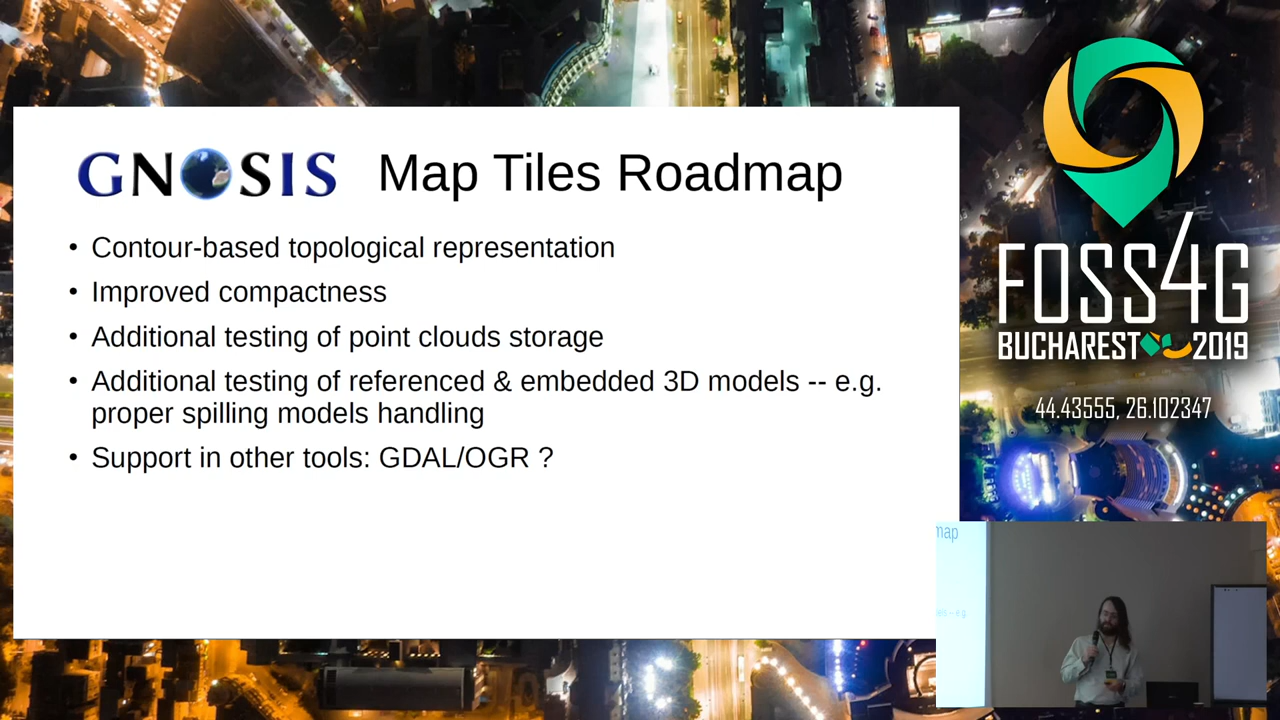 GNOSIS Map Tiles Roadmap
• Contour-based topological representation
• Improved compactness
• Additional testing of point clouds storage
• Additional testing of referenced & embedded 3D models -- e.g.
proper spilling models handling
• Support in other tools: GDAL/OGR ?
FOSS4G
BUCHAREST 2019
44.43555, 26.102347
map
e.g.